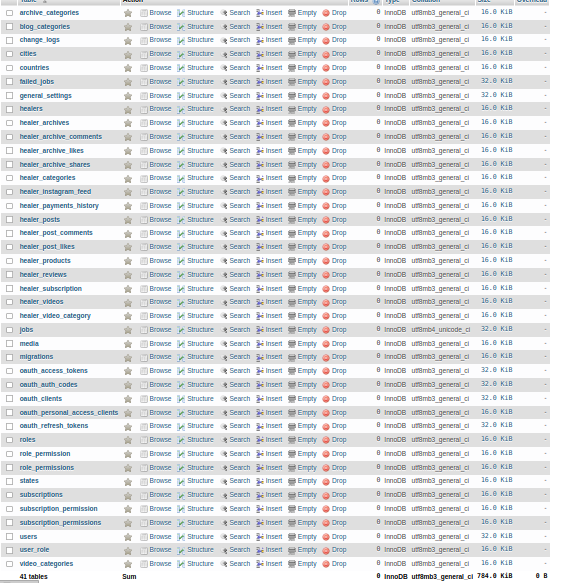 Table Action Rows Type Collation Size Overhead
archive_categories Browse Structure Search Insert Empty Drop 0 InnoDB utf8mb3_general_ci 16.0 KiB -
blog_categories Browse Structure Search Insert Empty Drop 0 InnoDB utf8mb3_general_ci 16.0 KiB -
change_logs Browse Structure Search Insert Empty Drop 0 InnoDB utf8mb3_general_ci 16.0 KiB -
cities Browse Structure Search Insert Empty Drop 0 InnoDB utf8mb3_general_ci 16.0 KiB -
countries Browse Structure Search Insert Empty Drop 0 InnoDB utf8mb3_general_ci 16.0 KiB -
failed_jobs Browse Structure Search Insert Empty Drop 0 InnoDB utf8mb3_general_ci 32.0 KiB -
general_settings Browse Structure Search Insert Empty Drop 0 InnoDB utf8mb3_general_ci 32.0 KiB -
healers Browse Structure Search Insert Empty Drop 0 InnoDB utf8mb3_general_ci 16.0 KiB -
healer_archives Browse Structure Search Insert Empty Drop 0 InnoDB utf8mb3_general_ci 16.0 KiB -
healer_archive_comments Browse Structure Search Insert Empty Drop 0 InnoDB utf8mb3_general_ci 16.0 KiB -
healer_archive_likes Browse Structure Search Insert Empty Drop 0 InnoDB utf8mb3_general_ci 16.0 KiB -
healer_archive_shares Browse Structure Search Insert Empty Drop 0 InnoDB utf8mb3_general_ci 16.0 KiB -
healer_categories Browse Structure Search Insert Empty Drop 0 InnoDB utf8mb3_general_ci 16.0 KiB -
healer_instagram_feed Browse Structure Search Insert Empty Drop 0 InnoDB utf8mb3_general_ci 16.0 KiB -
healer_payments_history Browse Structure Search Insert Empty Drop 0 InnoDB utf8mb3_general_ci 16.0 KiB -
healer_posts Browse Structure Search Insert Empty Drop 0 InnoDB utf8mb3_general_ci 16.0 KiB -
healer_post_comments Browse Structure Search Insert Empty Drop 0 InnoDB utf8mb3_general_ci 16.0 KiB -
healer_post_likes Browse Structure Search Insert Empty Drop 0 InnoDB utf8mb3_general_ci 16.0 KiB -
healer_products Browse Structure Search Insert Empty Drop 0 InnoDB utf8mb3_general_ci 16.0 KiB -
healer_reviews Browse Structure Search Insert Empty Drop 0 InnoDB utf8mb3_general_ci 16.0 KiB -
healer_subscription Browse Structure Search Insert Empty Drop 0 InnoDB utf8mb3_general_ci 16.0 KiB -
healer_videos Browse Structure Search Insert Empty Drop 0 InnoDB utf8mb3_general_ci 16.0 KiB -
healer_video_category Browse Structure Search Insert Empty Drop 0 InnoDB utf8mb3_general_ci 16.0 KiB -
jobs Browse Structure Search Insert Empty Drop 0 InnoDB utf8mb4_unicode_ci 32.0 KiB -
media Browse Structure Search Insert Empty Drop 0 InnoDB utf8mb3_general_ci 16.0 KiB -
migrations Browse Structure Search Insert Empty Drop 0 InnoDB utf8mb3_general_ci 16.0 KiB -
oauth_access_tokens Browse Structure Search Insert Empty Drop 0 InnoDB utf8mb3_general_ci 32.0 KiB -
oauth_auth_codes Browse Structure Search Insert Empty Drop 0 InnoDB utf8mb3_general_ci 32.0 KiB -
oauth_clients Browse Structure Search Insert Empty Drop 0 InnoDB utf8mb3_general_ci 32.0 KiB -
oauth_personal_access_clients Browse Structure Search Insert Empty Drop 0 InnoDB utf8mb3_general_ci 16.0 KiB -
oauth_refresh_tokens Browse Structure Search Insert Empty Drop 0 InnoDB utf8mb3_general_ci 32.0 KiB -
roles Browse Structure Search Insert Empty Drop 0 InnoDB utf8mb3_general_ci 16.0 KiB -
role_permission Browse Structure Search Insert Empty Drop 0 InnoDB utf8mb3_general_ci 16.0 KiB -
role_permissions Browse Structure Search Insert Empty Drop 0 InnoDB utf8mb3_general_ci 16.0 KiB -
states Browse Structure Search Insert Empty Drop 0 InnoDB utf8mb3_general_ci 16.0 KiB -
subscriptions Browse Structure Search Insert Empty Drop 0 InnoDB utf8mb3_general_ci 16.0 KiB -
subscription_permission Browse Structure Search Insert Empty Drop 0 InnoDB utf8mb3_general_ci 16.0 KiB -
subscription_permissions Browse Structure Search Insert Empty Drop 0 InnoDB utf8mb3_general_ci 16.0 KiB -
users Browse Structure Search Insert Empty Drop 0 InnoDB utf8mb3_general_ci 32.0 KiB -
user_role Browse Structure Search Insert Empty Drop 0 InnoDB utf8mb3_general_ci 16.0 KiB -
video_categories Browse Structure Search Insert Empty Drop 0 InnoDB utf8mb3_general_ci 16.0 KiB -
41 tables Sum 0 InnoDB utf8mb3_general_ci 784.0 KiB 0 B